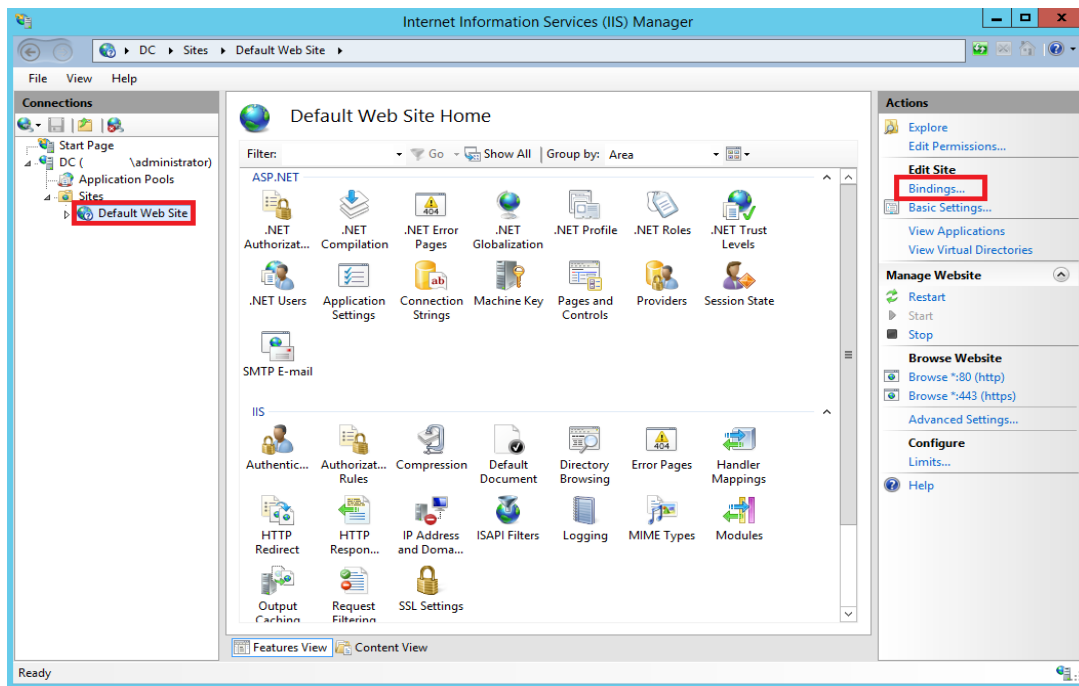 Internet Information Services (IIS) Manager
DC Sites Default Web Site
File View Help
Connections
Start Page
DC ( \administrator)
Application Pools
Sites
Default Web Site
Default Web Site Home
Filter: Go Show All Group by: Area
ASP.NET
.NET Authorizat...
.NET Compilation
.NET Error Pages
.NET Globalization
.NET Profile
.NET Roles
.NET Trust Levels
.NET Users
Application Settings
Connection Strings
Machine Key
Pages and Controls
Providers
Session State
SMTP E-mail
IIS
Authentic...
Authorizat... Rules
Compression
Default Document
Directory Browsing
Error Pages
Handler Mappings
HTTP Redirect
HTTP Respon...
IP Address and Doma...
ISAPI Filters
Logging
MIME Types
Modules
Output Caching
Request Filtering
SSL Settings
Features View
Content View
Actions
Explore
Edit Permissions...
Edit Site
Bindings...
Basic Settings...
View Applications
View Virtual Directories
Manage Website
Restart
Start
Stop
Browse Website
Browse *:80 (http)
Browse *:443 (https)
Advanced Settings...
Configure
Limits...
Help
Ready